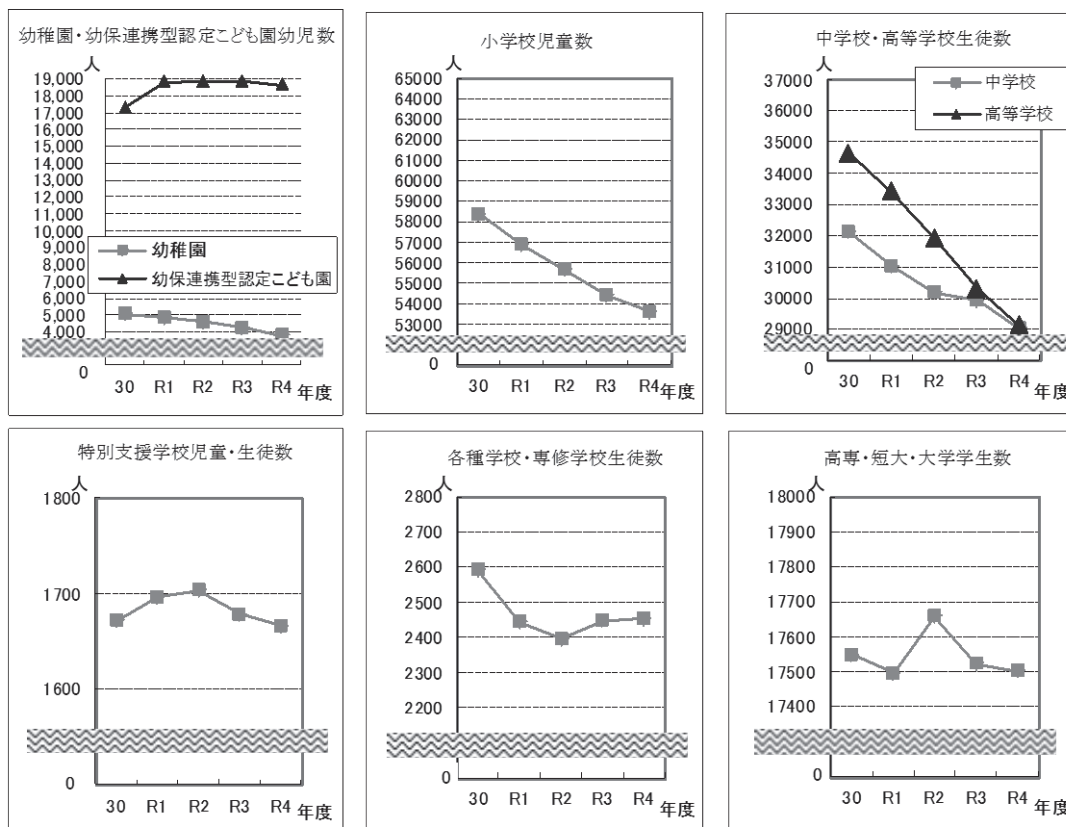 幼稚園・幼保連携型認定こども園幼児数
人
19,000
18,000
17,000
16,000
15,000
14,000
13,000
12,000
11,000
10,000
9,000
8,000
7,000
6,000
5,000
4,000
0
幼稚園
幼保連携型認定こども園
30 R1 R2 R3 R4 年度
小学校児童数
人
65000
64000
63000
62000
61000
60000
59000
58000
57000
56000
55000
54000
53000
0
30 R1 R2 R3 R4 年度
中学校・高等学校生徒数
人
37000
36000
35000
34000
33000
32000
31000
30000
29000
0
中学校
高等学校
30 R1 R2 R3 R4 年度
特別支援学校児童・生徒数
人
1800
1700
1600
0
30 R1 R2 R3 R4 年度
各種学校・専修学校生徒数
人
2800
2700
2600
2500
2400
2300
2200
0
30 R1 R2 R3 R4 年度
高専・短大・大学学生数
人
18000
17900
17800
17700
17600
17500
17400
0
30 R1 R2 R3 R4 年度